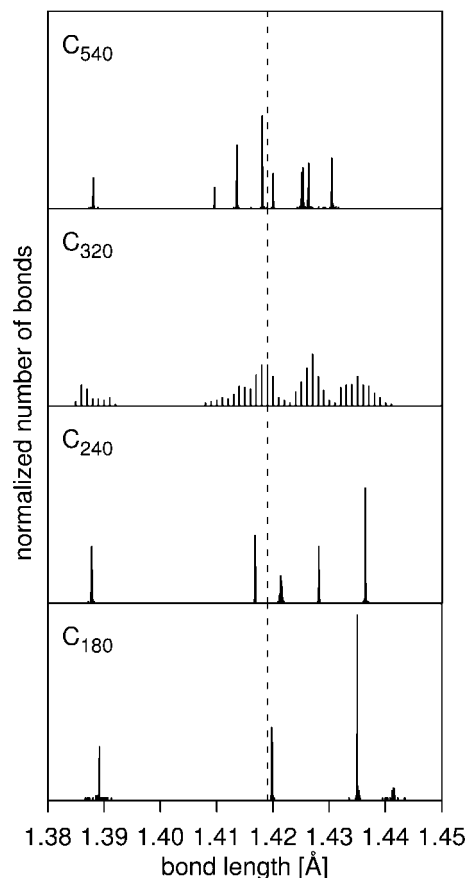 C540
C320
C240
C180
normalized number of bonds
1.38 1.39 1.40 1.41 1.42 1.43 1.44 1.45
bond length [Å]